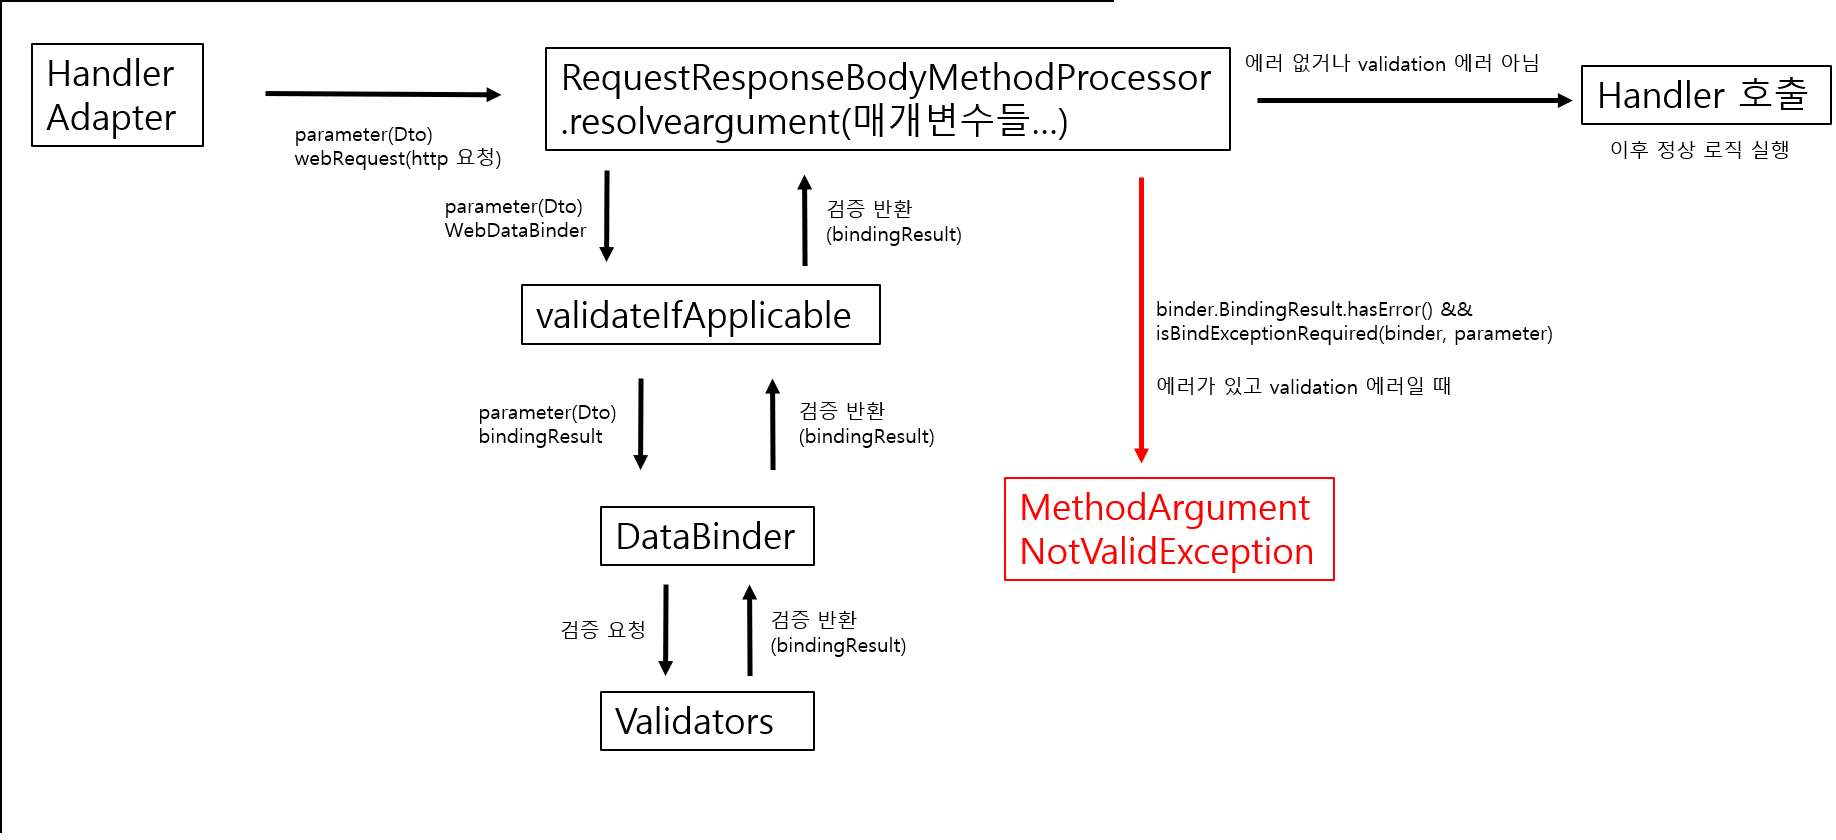 Handler
Adapter
parameter(Dto)
webRequest(http 요청)
RequestResponseBodyMethodProcessor
.resolveargument(매개변수들...)
에러 없거나 validation 에러 아님
Handler 호출
이후 정상 로직 실행
parameter(Dto)
WebDataBinder
검증 반환
(bindingResult)
validateIfApplicable
binder.BindingResult.hasError() &&
isBindExceptionRequired(binder, parameter)
에러가 있고 validation 에러일 때
parameter(Dto)
bindingResult
검증 반환
(bindingResult)
MethodArgument
NotValidException
DataBinder
검증 요청
검증 반환
(bindingResult)
Validators